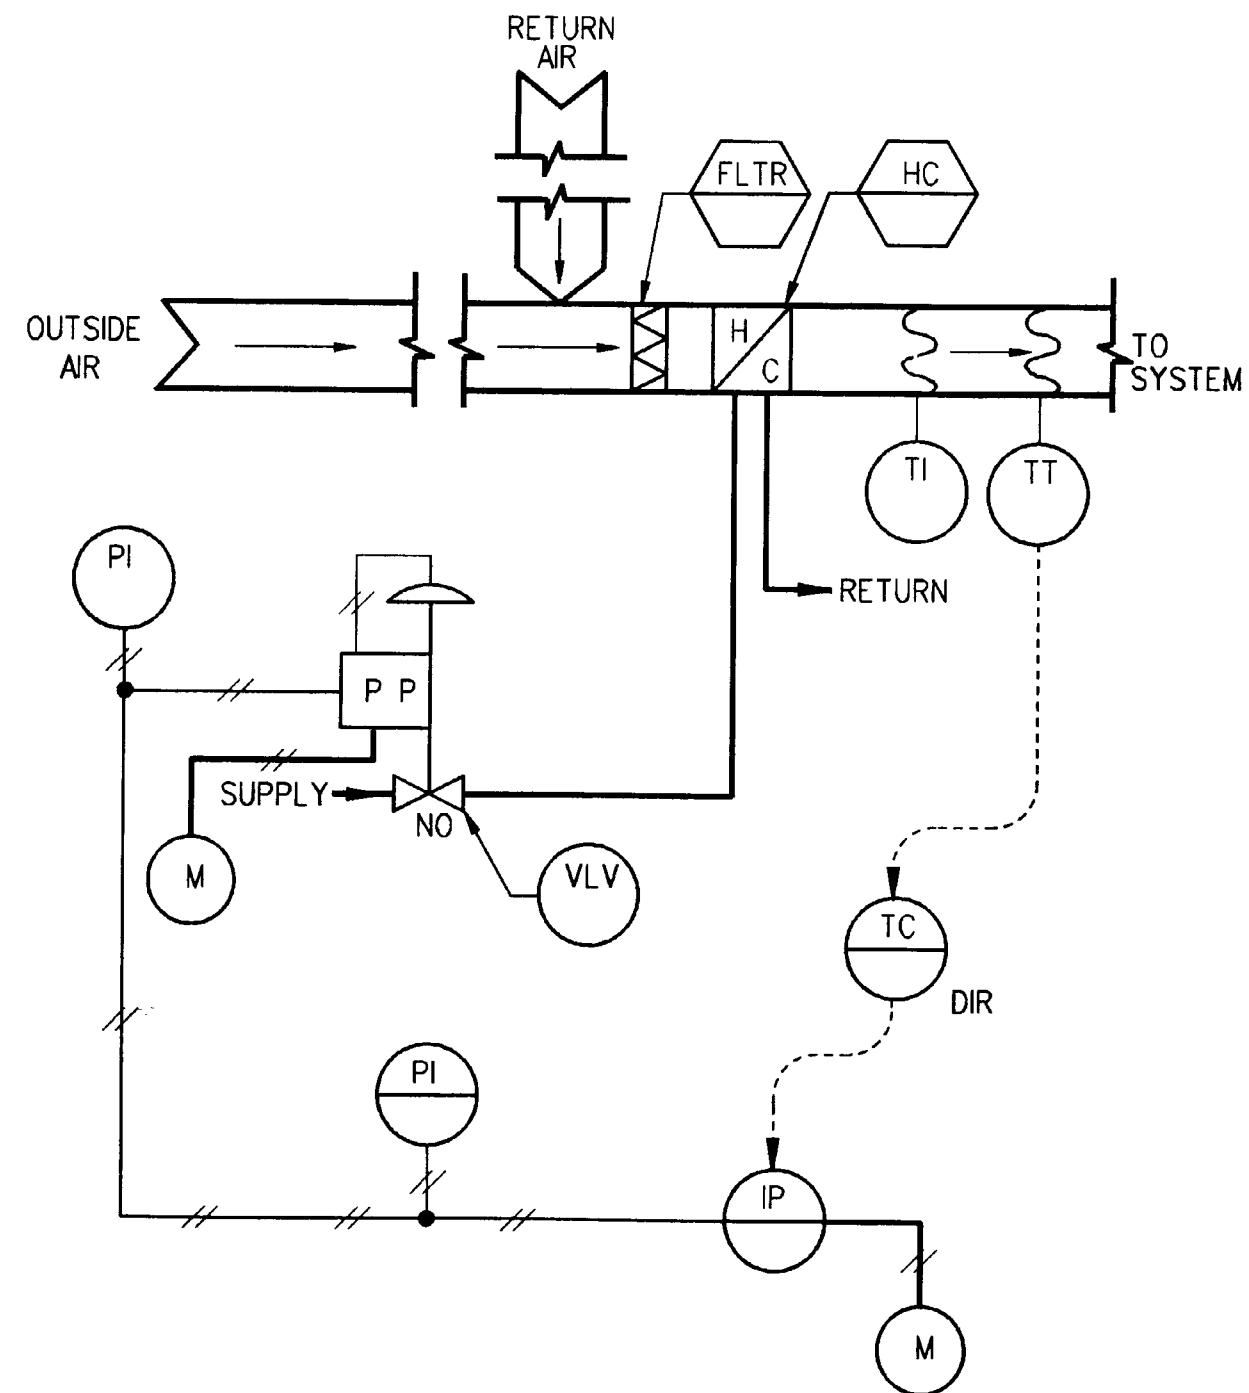 RETURN
AIR
FLTR
HC
OUTSIDE
AIR
H
C
TO
SYSTEM
TI
TT
PI
RETURN
P P
SUPPLY
NO
M
VLV
TC
DIR
PI
IP
M